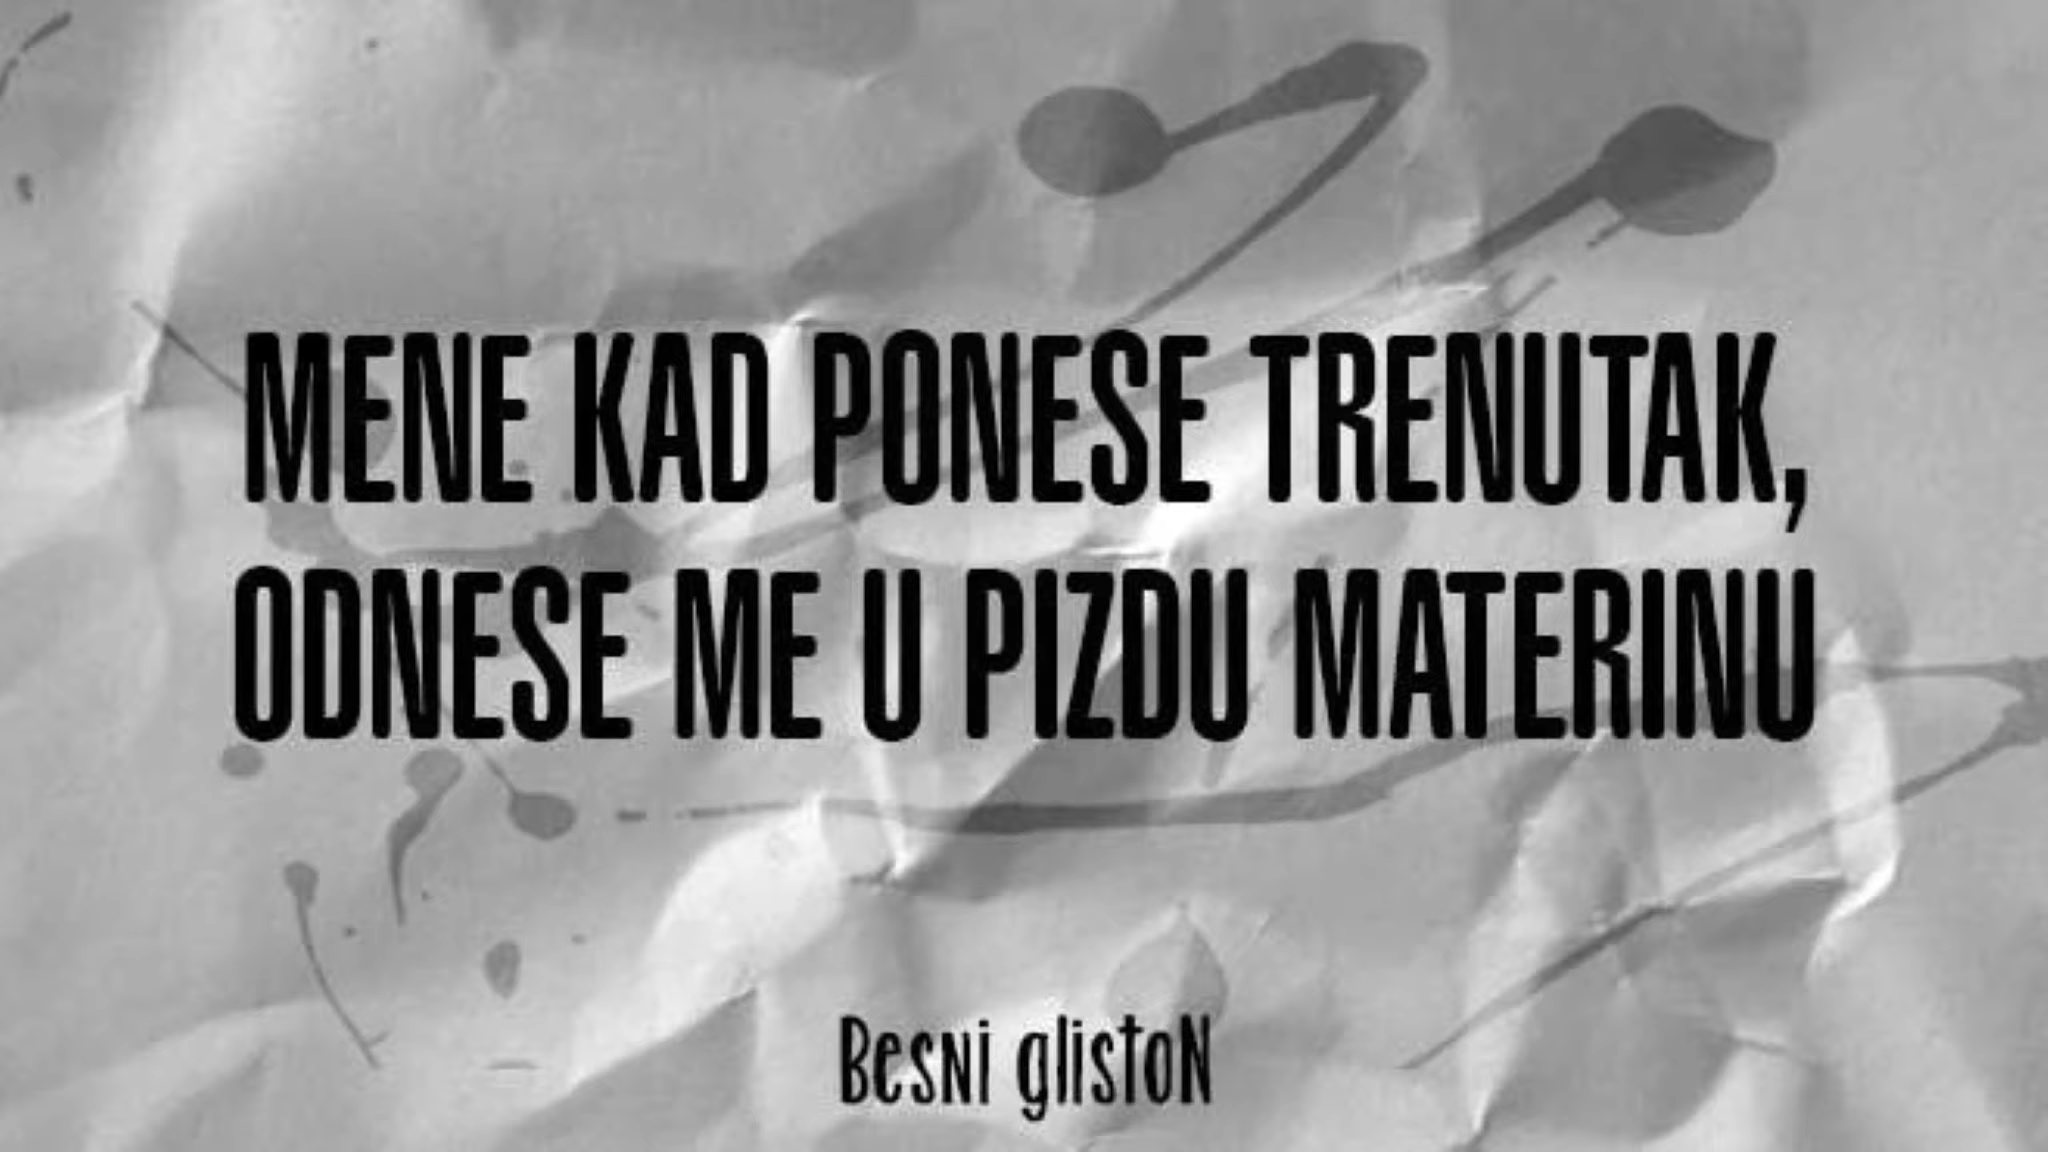 MENE KAD PONESE TRENUTAK,
ODNESE ME U PIZDU MATERINU
Besni glistoN